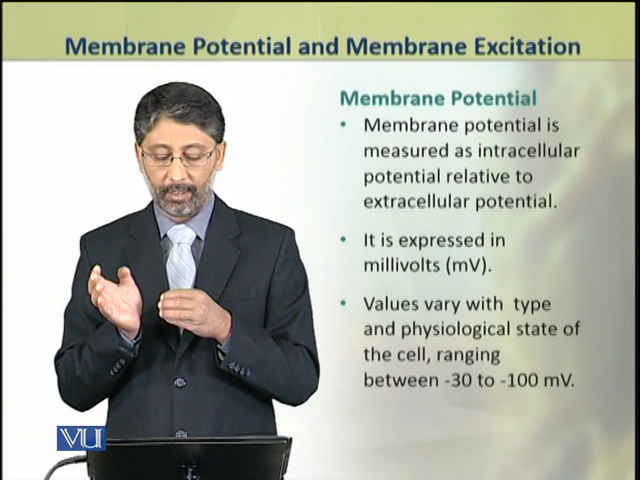 Membrane Potential and Membrane Excitation
Membrane Potential
• Membrane potential is
measured as intracellular
potential relative to
extracellular potential.
• It is expressed in
millivolts (mV).
• Values vary with type
and physiological state of
the cell, ranging
between -30 to -100 mV.
VU